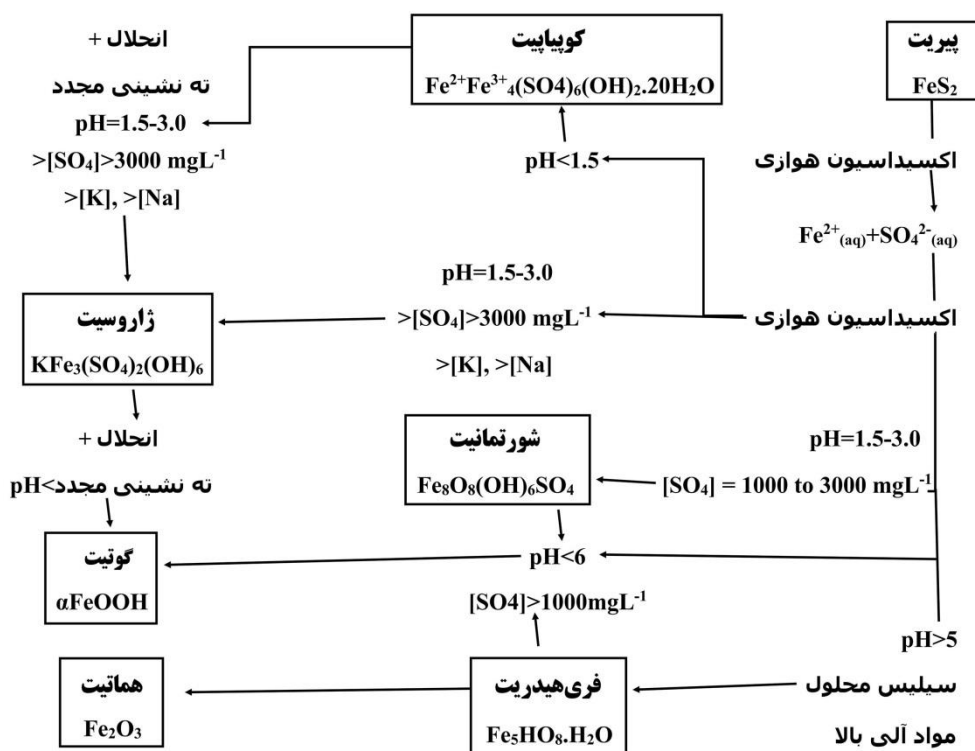 پیریت
FeS₂
اکسیداسیون هوازی
Fe²⁺₍aq₎+SO₄²⁻₍aq₎
اکسیداسیون هوازی
کوپیاپیت
Fe²⁺Fe³⁺₄(SO4)₆(OH)₂.20H₂O
pH<1.5
انحلال +
ته نشینی مجدد
pH=1.5-3.0
>[SO₄]>3000 mgL⁻¹
>[K], >[Na]
pH=1.5-3.0
>[SO₄]>3000 mgL⁻¹
>[K], >[Na]
ژاروسیت
KFe₃(SO₄)₂(OH)₆
انحلال +
ته نشینی مجدد>pH
pH=1.5-3.0
[SO₄] = 1000 to 3000 mgL⁻¹
شورتمانیت
Fe₈O₈(OH)₆SO₄
pH<6
[SO4]>1000mgL⁻¹
گوتیت
αFeOOH
pH>5
سیلیس محلول
مواد آلی بالا
فری‌هیدریت
Fe₅HO₈.H₂O
هماتیت
Fe₂O₃